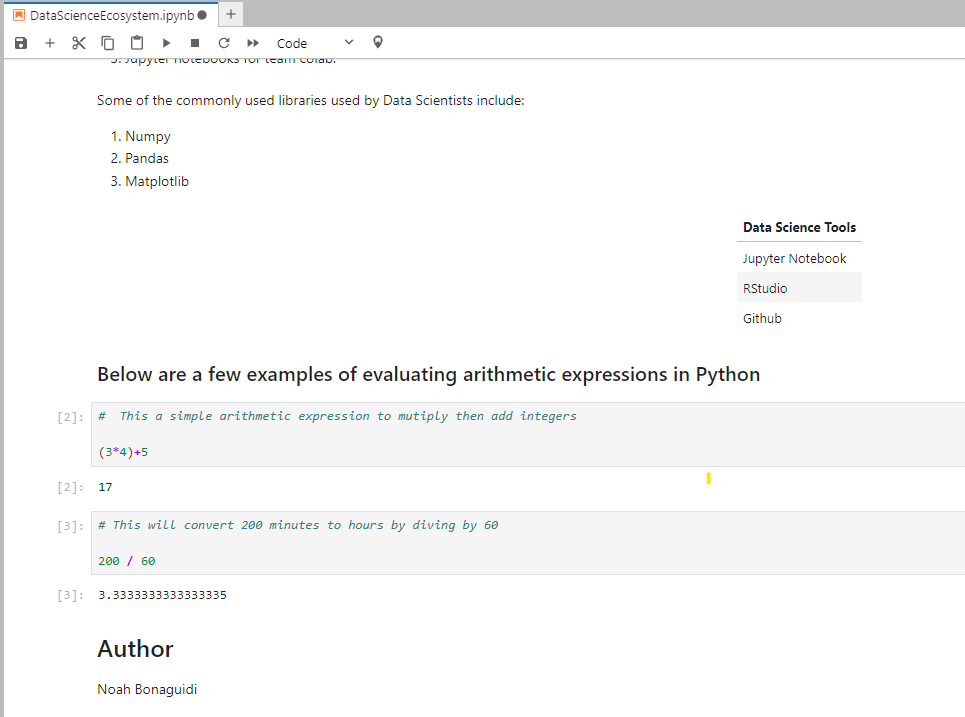 DataScienceEcosystem.ipynb
Code
3. Jupyter notebooks for team colab.
Some of the commonly used libraries used by Data Scientists include:
1. Numpy
2. Pandas
3. Matplotlib
Data Science Tools
Jupyter Notebook
RStudio
Github
Below are a few examples of evaluating arithmetic expressions in Python
[2]: #  This a simple arithmetic expression to mutiply then add integers
(3*4)+5
[2]: 17
[3]: # This will convert 200 minutes to hours by diving by 60
200 / 60
[3]: 3.3333333333333335
Author
Noah Bonaguidi